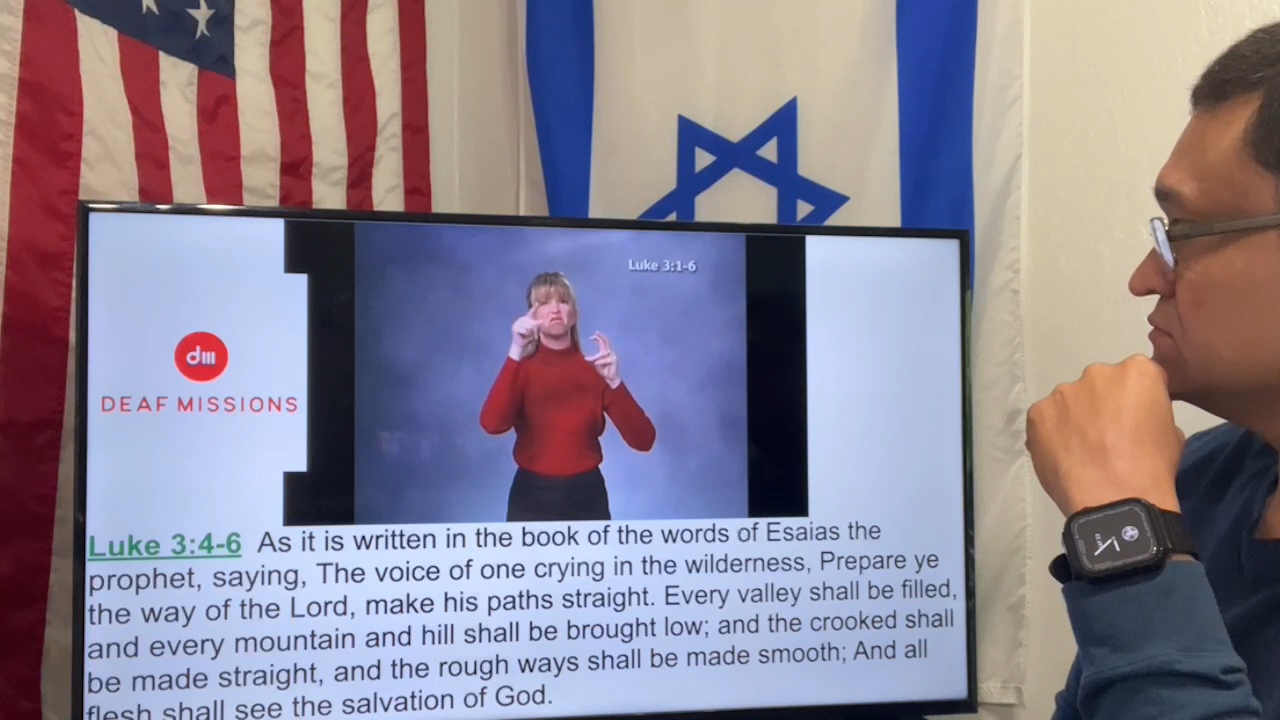 Luke 3:1-6
dm
DEAF MISSIONS
Luke 3:4-6 As it is written in the book of the words of Esaias the
prophet, saying, The voice of one crying in the wilderness, Prepare ye
the way of the Lord, make his paths straight. Every valley shall be filled,
and every mountain and hill shall be brought low; and the crooked shall
be made straight, and the rough ways shall be made smooth; And all
flesh shall see the salvation of God.